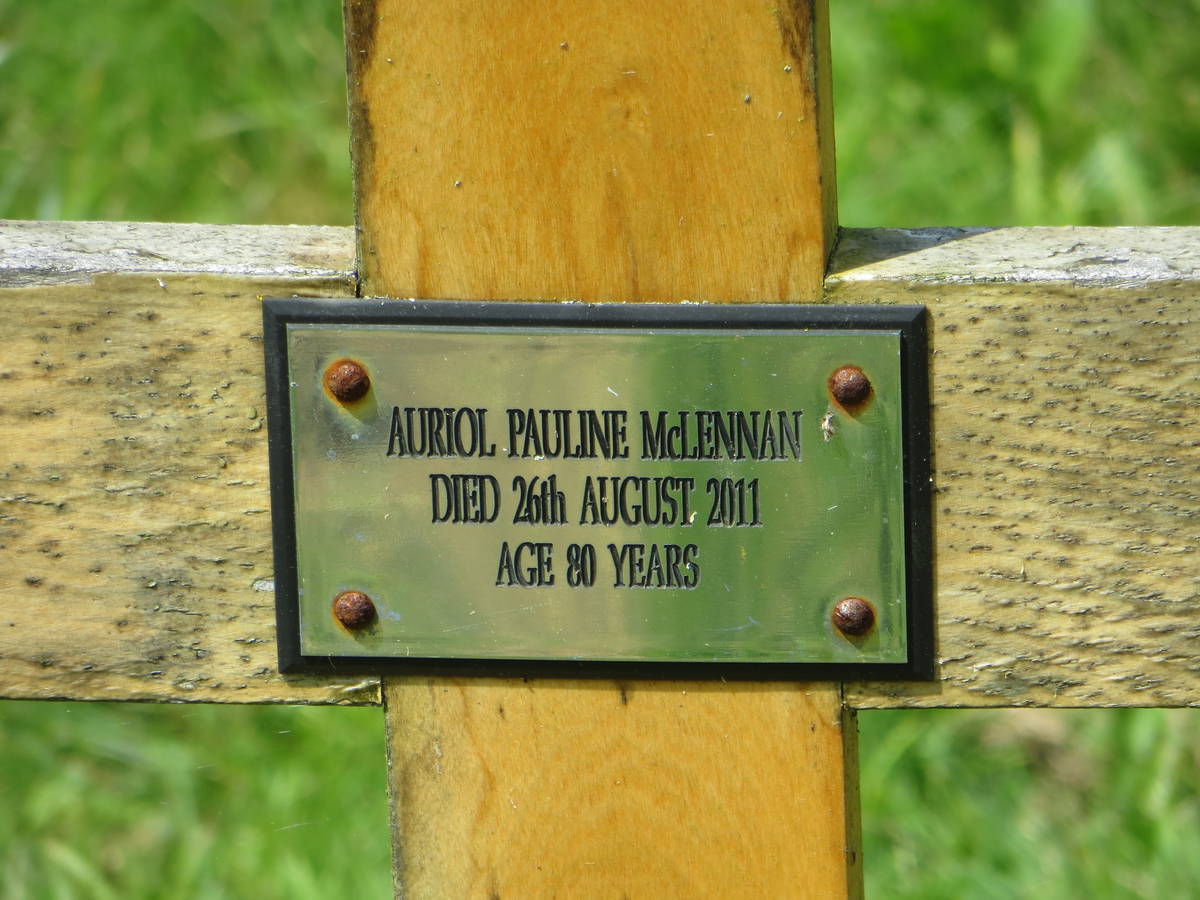 AURIOL PAULINE McLENNAN
DIED 26th AUGUST 2011
AGE 80 YEARS